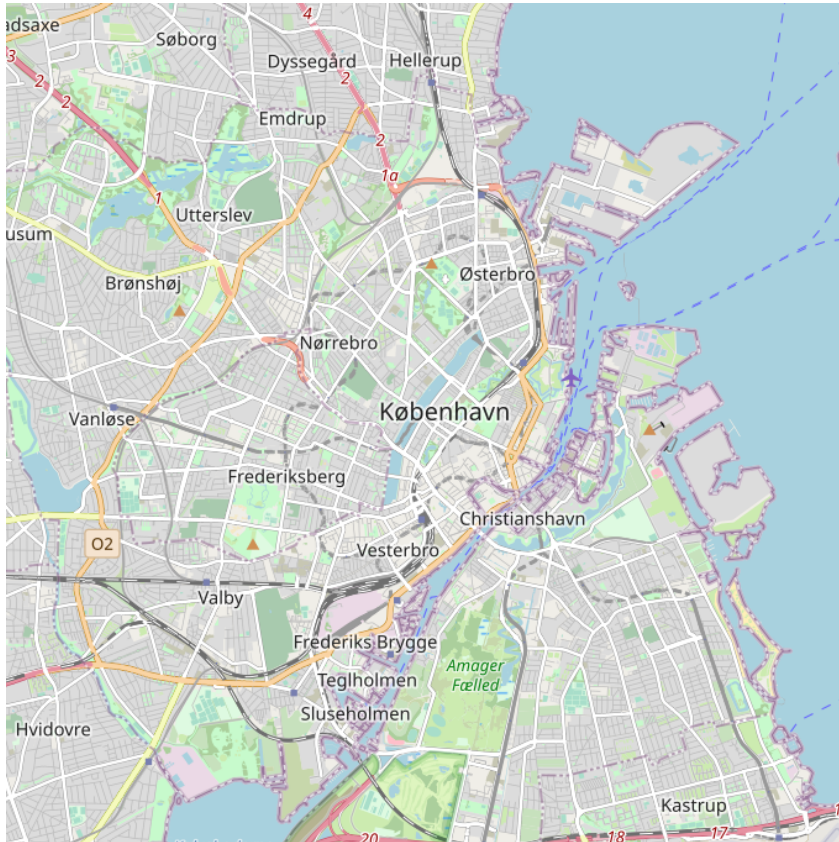 adsaxe
Søborg
4
Dyssegård
Hellerup
3
2
2
2
Emdrup
2
1a
1
Utterslev
usum
Brønshøj
Østerbro
Nørrebro
København
Vanløse
Frederiksberg
Christianshavn
O2
Vesterbro
Valby
Frederiks Brygge
Amager
Fælled
Teglholmen
Sluseholmen
Hvidovre
Kastrup
20
18
17
1